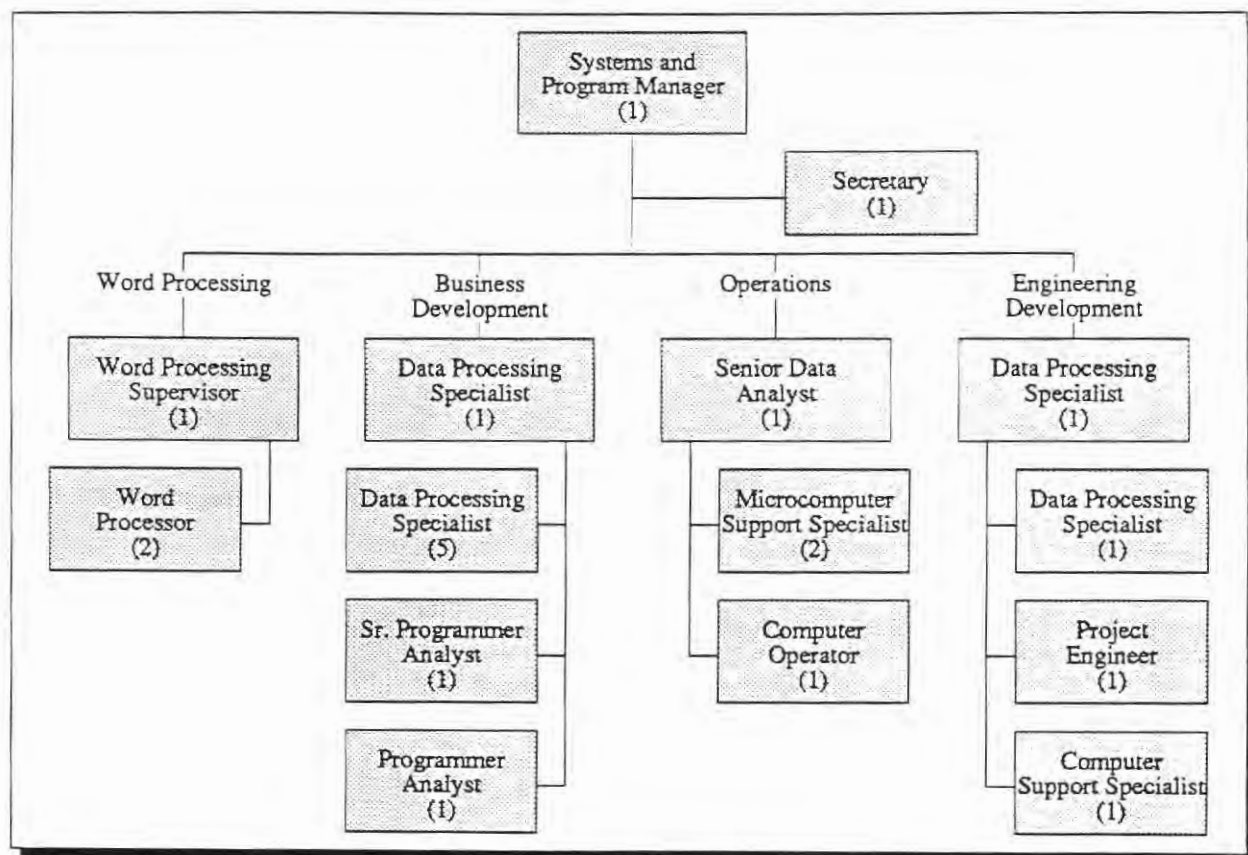 Systems and
Program Manager
(1)
Secretary
(1)
Word Processing
Business
Development
Operations
Engineering
Development
Word Processing
Supervisor
(1)
Data Processing
Specialist
(1)
Senior Data
Analyst
(1)
Data Processing
Specialist
(1)
Word
Processor
(2)
Data Processing
Specialist
(5)
Microcomputer
Support Specialist
(2)
Data Processing
Specialist
(1)
Sr. Programmer
Analyst
(1)
Computer
Operator
(1)
Project
Engineer
(1)
Programmer
Analyst
(1)
Computer
Support Specialist
(1)